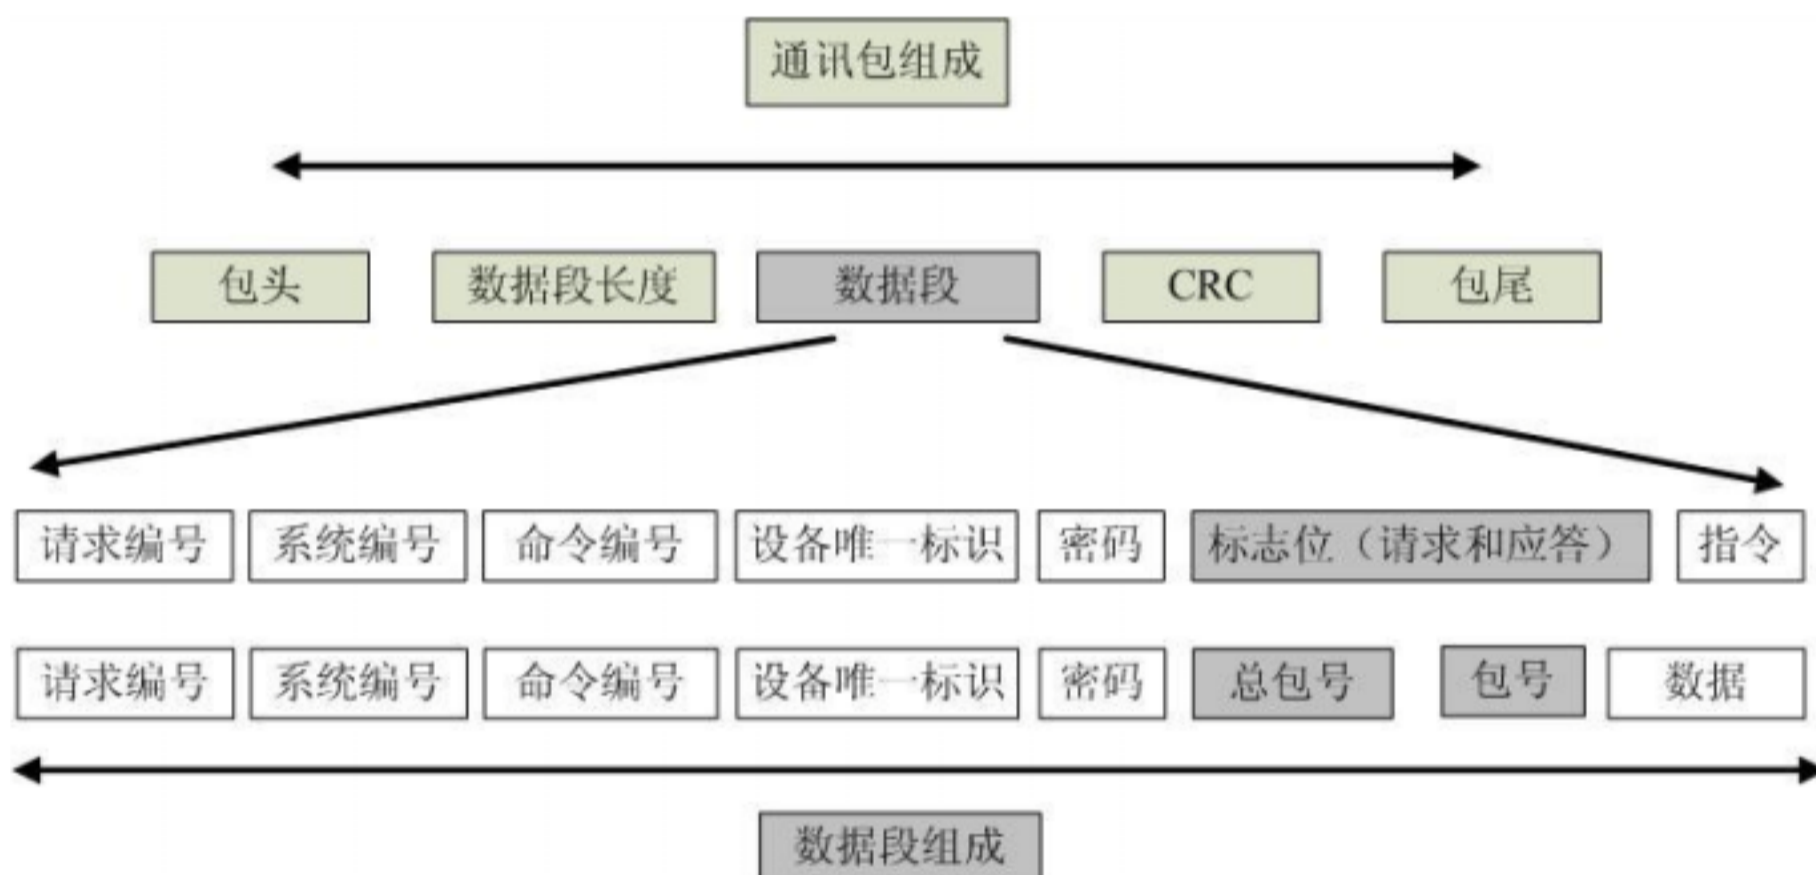 通讯包组成
包头 数据段长度 数据段 CRC 包尾
请求编号 系统编号 命令编号 设备唯一标识 密码 标志位（请求和应答） 指令
请求编号 系统编号 命令编号 设备唯一标识 密码 总包号 包号 数据
数据段组成